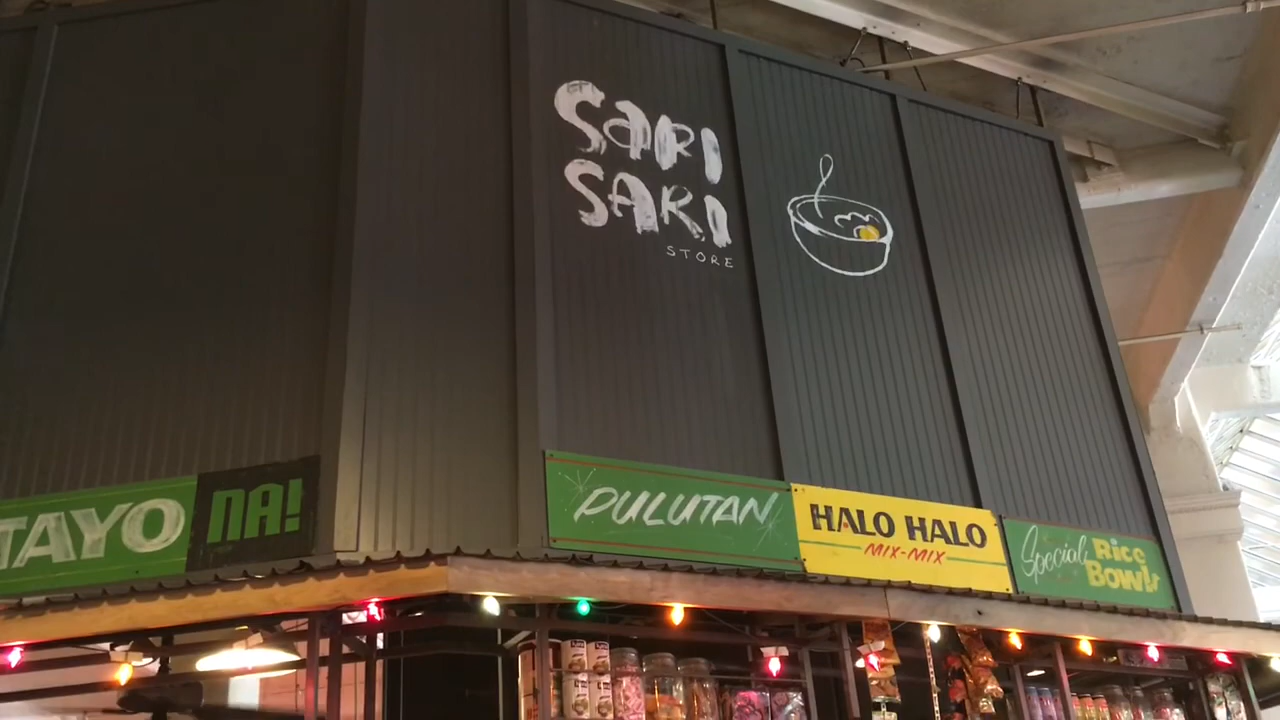 SARI
SARI
STORE
TAYO NA!
PULUTAN
HALO HALO
MIX-MIX
Special Rice
BOWLS